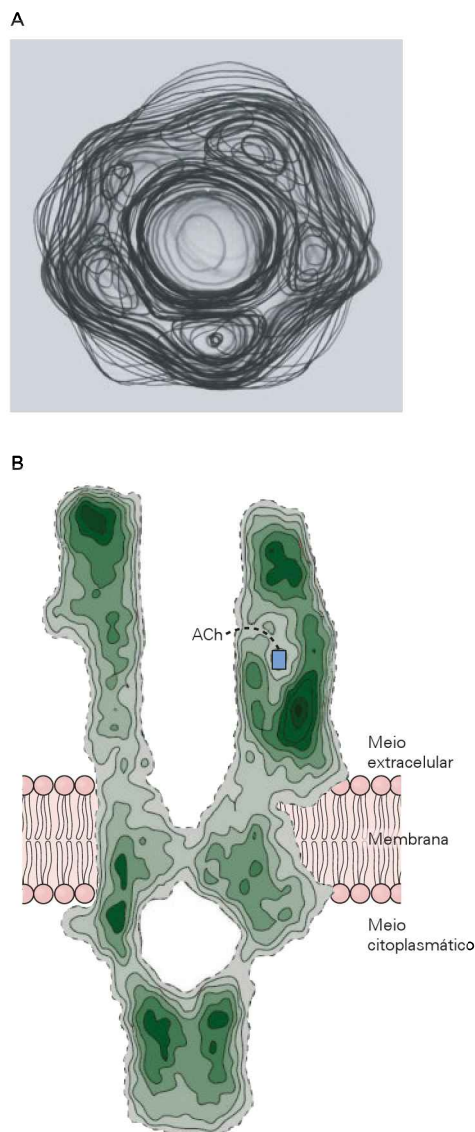 A
B
ACh
Meio
extracelular
Membrana
Meio
citoplasmático